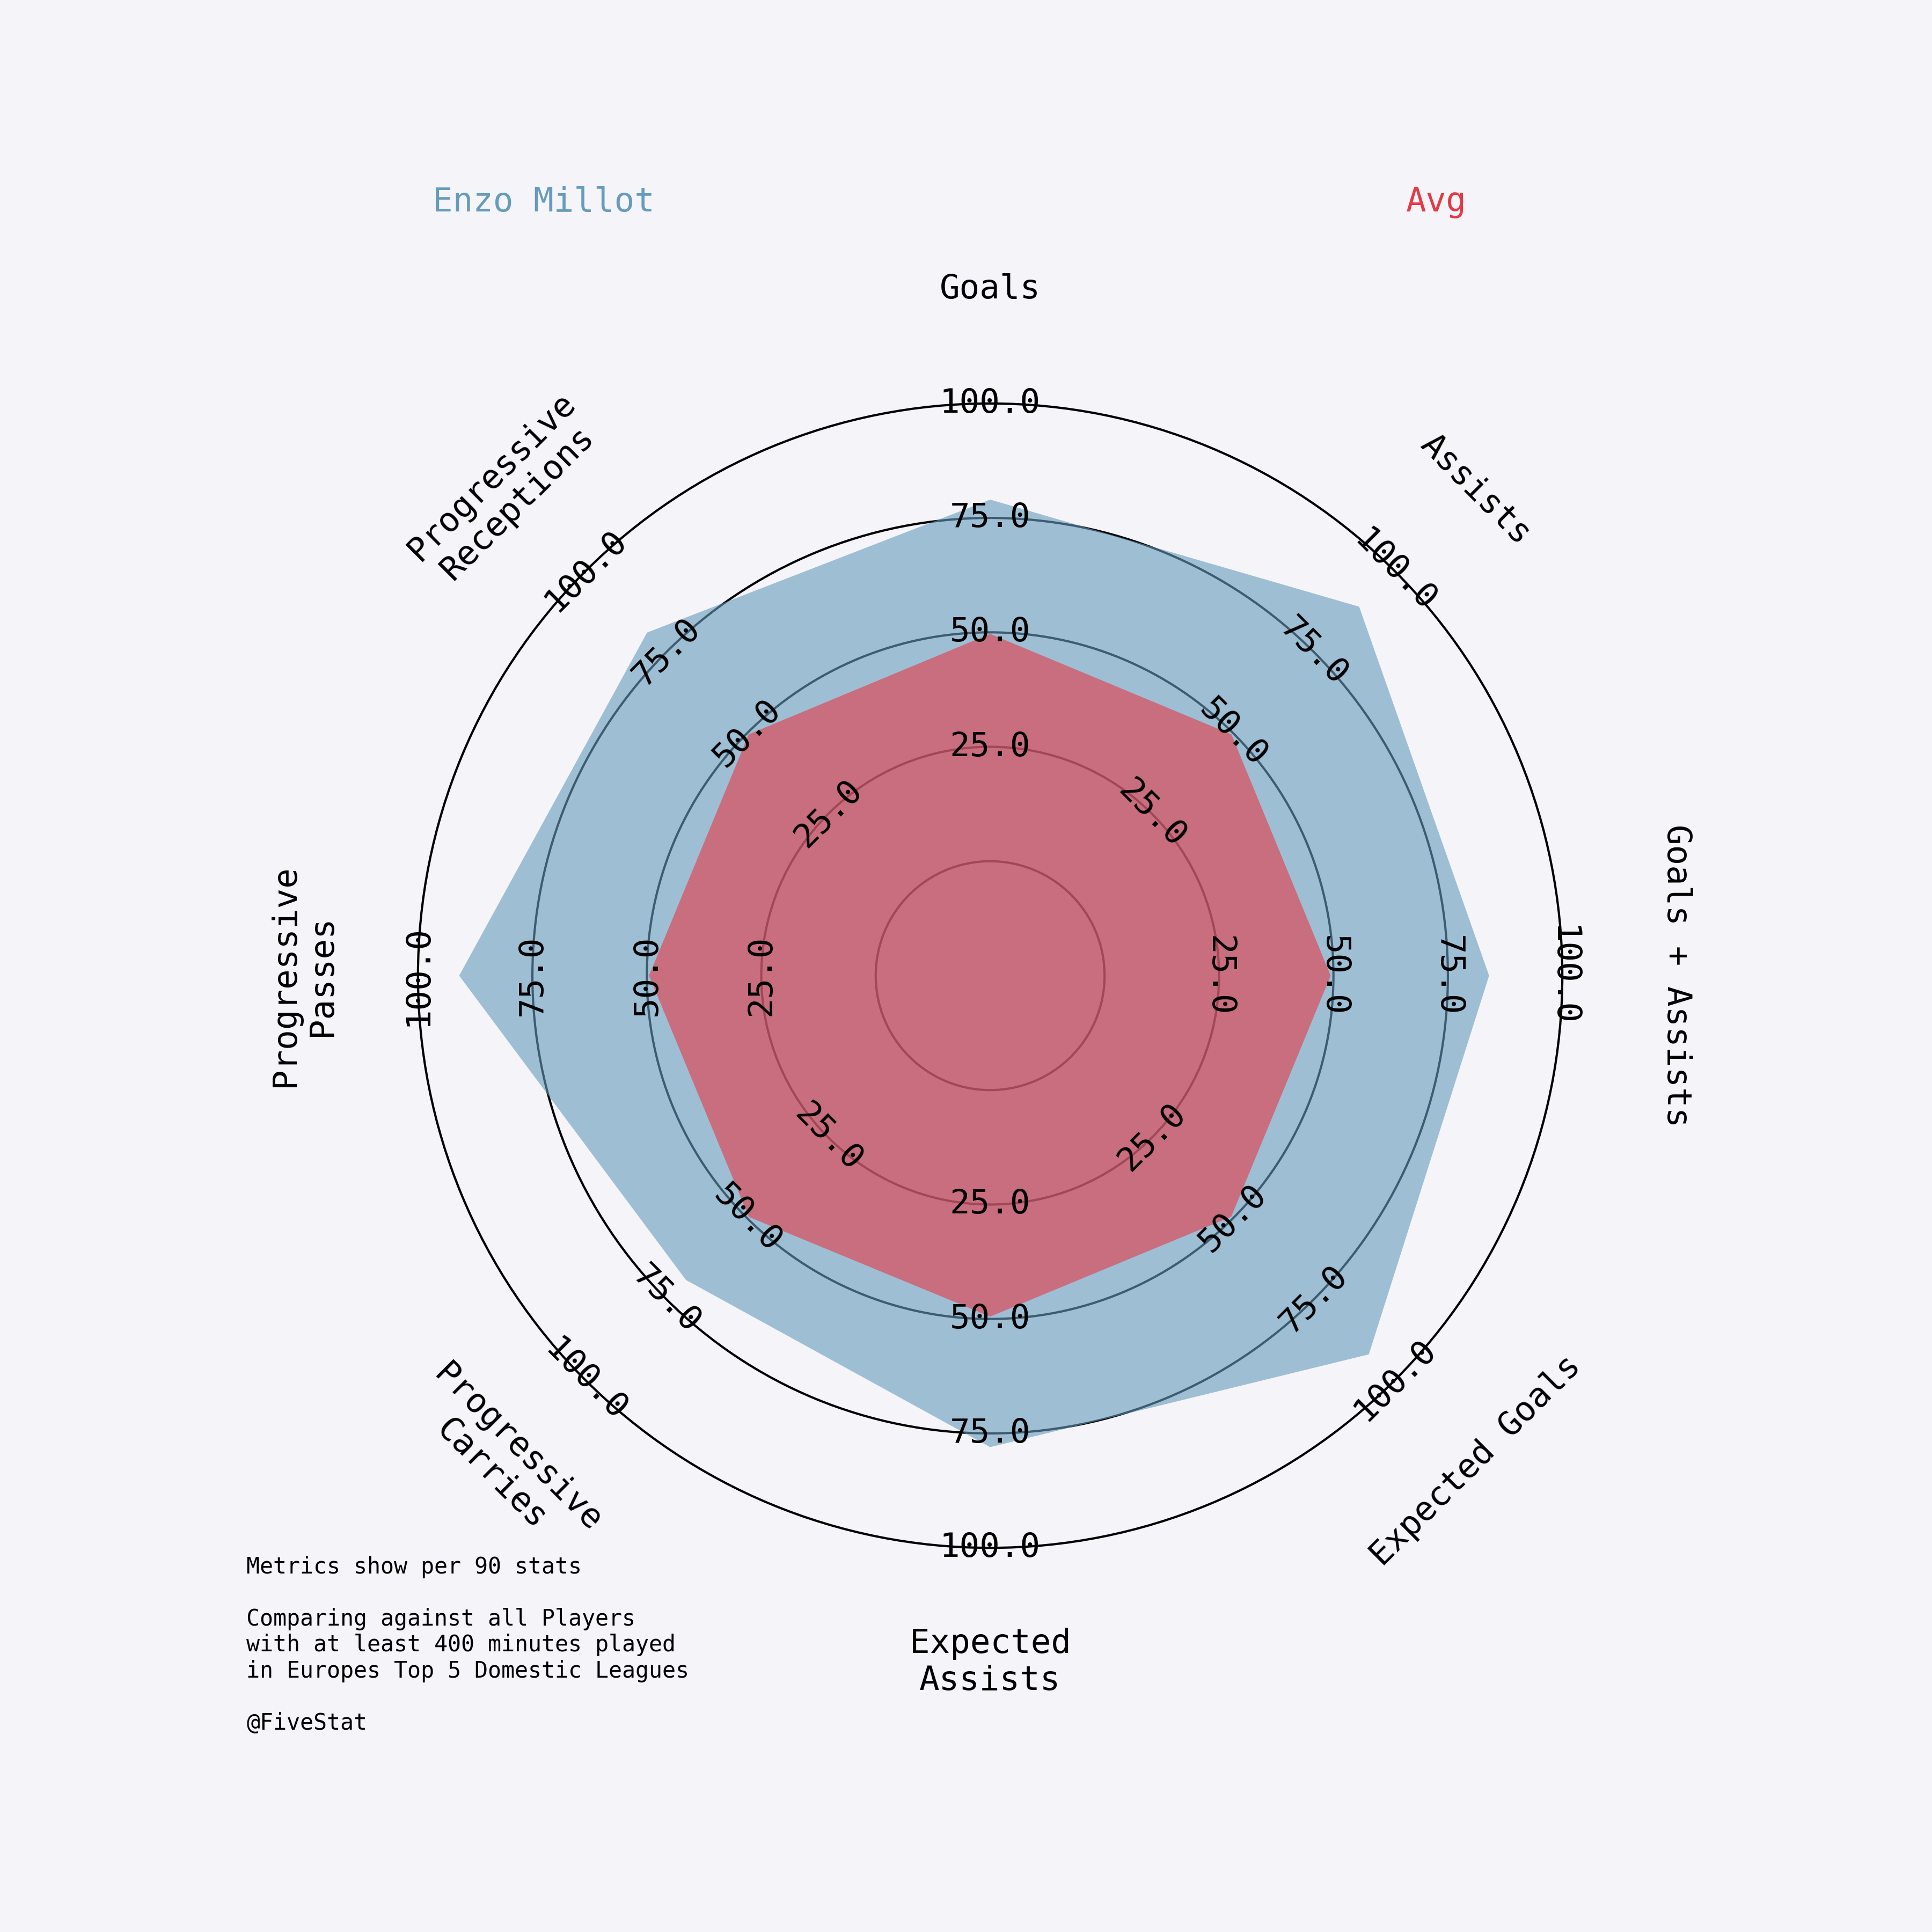 Enzo Millot
Avg
Goals
Assists
Goals + Assists
Expected Goals
Expected
Assists
Progressive
Carries
Progressive
Passes
Progressive
Receptions
25.0
50.0
75.0
100.0
25.0
50.0
75.0
100.0
25.0
50.0
75.0
100.0
25.0
50.0
75.0
100.0
25.0
50.0
75.0
100.0
25.0
50.0
75.0
100.0
25.0
50.0
75.0
100.0
25.0
50.0
75.0
100.0
Metrics show per 90 stats
Comparing against all Players
with at least 400 minutes played
in Europes Top 5 Domestic Leagues
@FiveStat